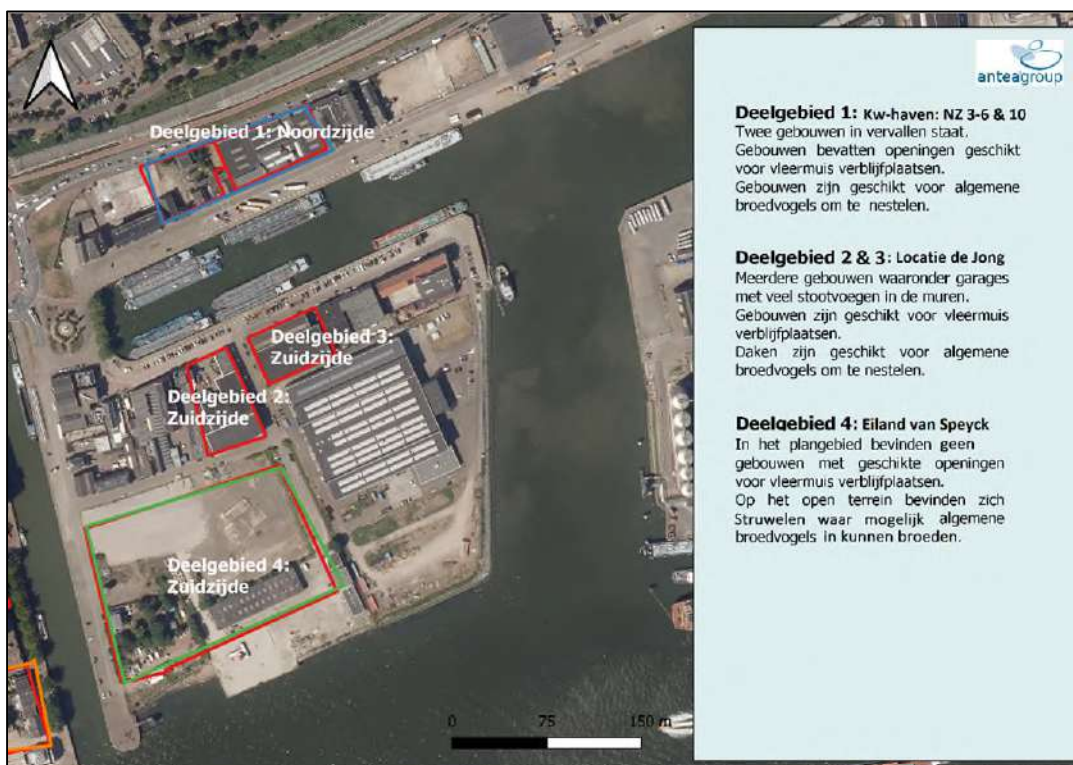 anteagroup
Deelgebied 1: Kw-haven: NZ 3-6 & 10
Twee gebouwen in vervallen staat.
Gebouwen bevatten openingen geschikt
voor vleermuis verblijfplaatsen.
Gebouwen zijn geschikt voor algemene
broedvogels om te nestelen.
Deelgebied 2 & 3: Locatie de Jong
Meerdere gebouwen waaronder garages
met veel stootvoegen in de muren.
Gebouwen zijn geschikt voor vleermuis
verblijfplaatsen.
Daken zijn geschikt voor algemene
broedvogels om te nestelen.
Deelgebied 4: Eiland van Speyck
In het plangebied bevinden geen
gebouwen met geschikte openingen
voor vleermuis verblijfplaatsen.
Op het open terrein bevinden zich
Struwelen waar mogelijk algemene
broedvogels in kunnen broeden.
Deelgebied 1: Noordzijde
Deelgebied 3:
Zuidzijde
Deelgebied 2:
Zuidzijde
Deelgebied 4:
Zuidzijde
0 75 150 m